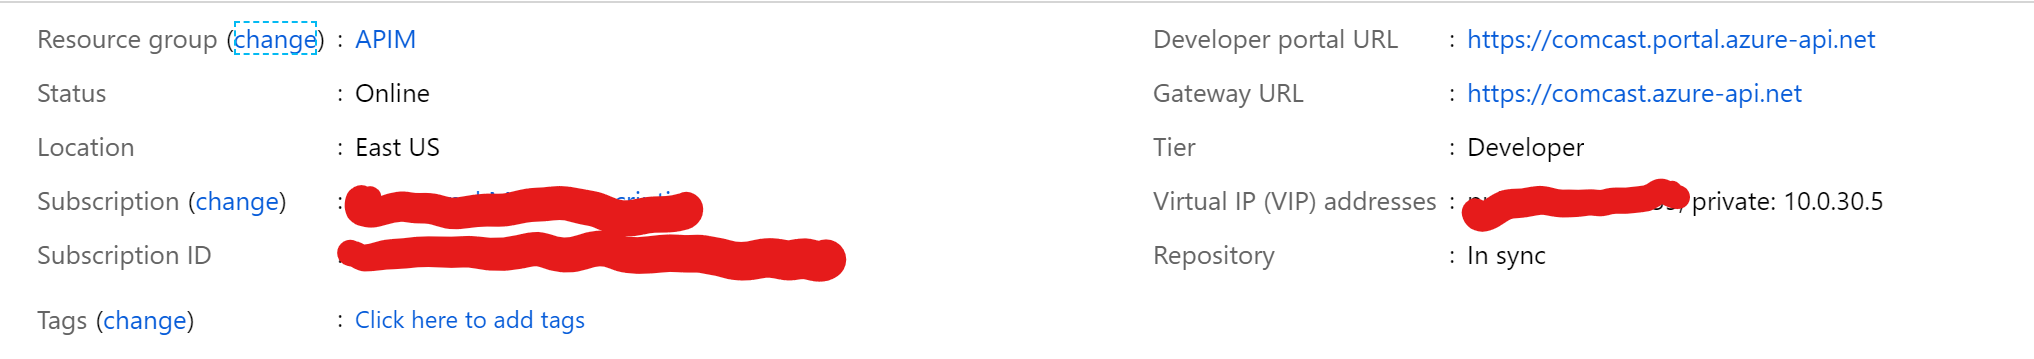 Resource group (change) : APIM
Status : Online
Location : East US
Subscription (change) :
Subscription ID :
Tags (change) : Click here to add tags
Developer portal URL : https://comcast.portal.azure-api.net
Gateway URL : https://comcast.azure-api.net
Tier : Developer
Virtual IP (VIP) addresses : private: 10.0.30.5
Repository : In sync